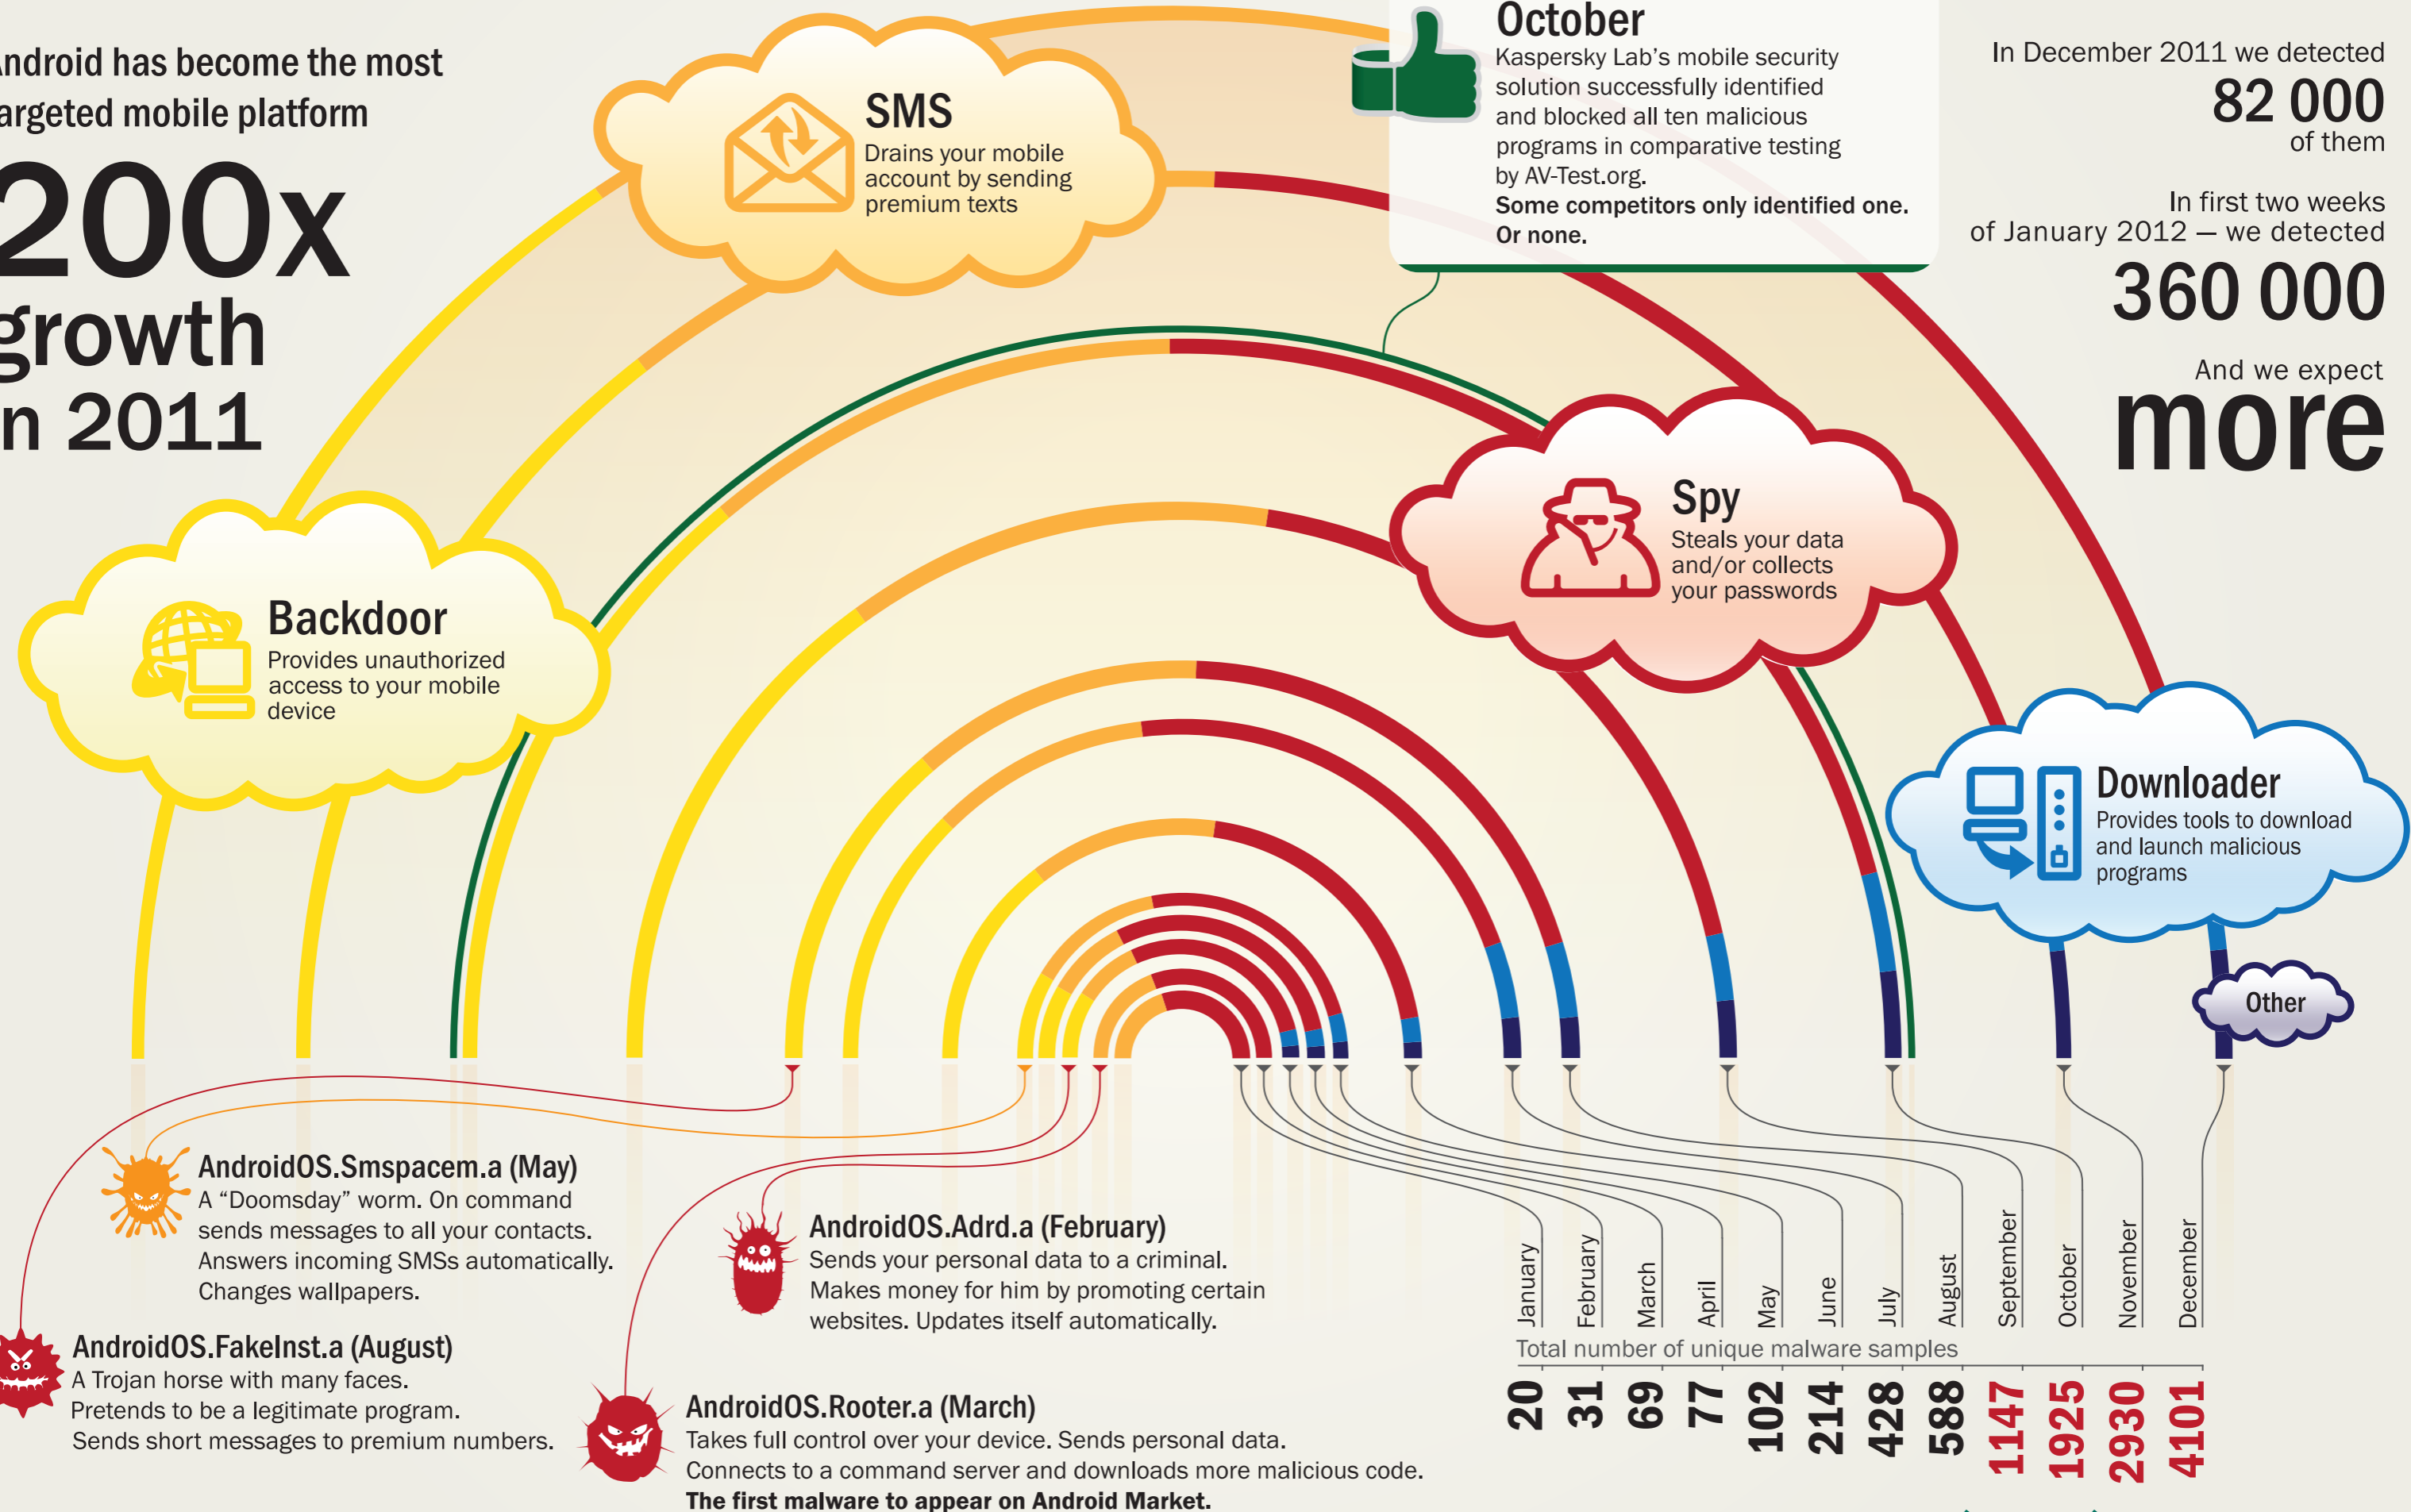 ndroid has become the most
argeted mobile platform
200x
growth
n 2011
SMS
Drains your mobile
account by sending
premium texts
October
Kaspersky Lab's mobile security
solution successfully identified
and blocked all ten malicious
programs in comparative testing
by AV-Test.org.
Some competitors only identified one.
Or none.
In December 2011 we detected
82 000
of them
In first two weeks
of January 2012 — we detected
360 000
And we expect
more
Backdoor
Provides unauthorized
access to your mobile
device
Spy
Steals your data
and/or collects
your passwords
Downloader
Provides tools to download
and launch malicious
programs
Other
AndroidOS.Smspacem.a (May)
A “Doomsday” worm. On command
sends messages to all your contacts.
Answers incoming SMSs automatically.
Changes wallpapers.
AndroidOS.FakeInst.a (August)
A Trojan horse with many faces.
Pretends to be a legitimate program.
Sends short messages to premium numbers.
AndroidOS.Adrd.a (February)
Sends your personal data to a criminal.
Makes money for him by promoting certain
websites. Updates itself automatically.
AndroidOS.Rooter.a (March)
Takes full control over your device. Sends personal data.
Connects to a command server and downloads more malicious code.
The first malware to appear on Android Market.
January
February
March
April
May
June
July
August
September
October
November
December
Total number of unique malware samples
20
31
69
77
102
214
428
588
1147
1925
2930
4101